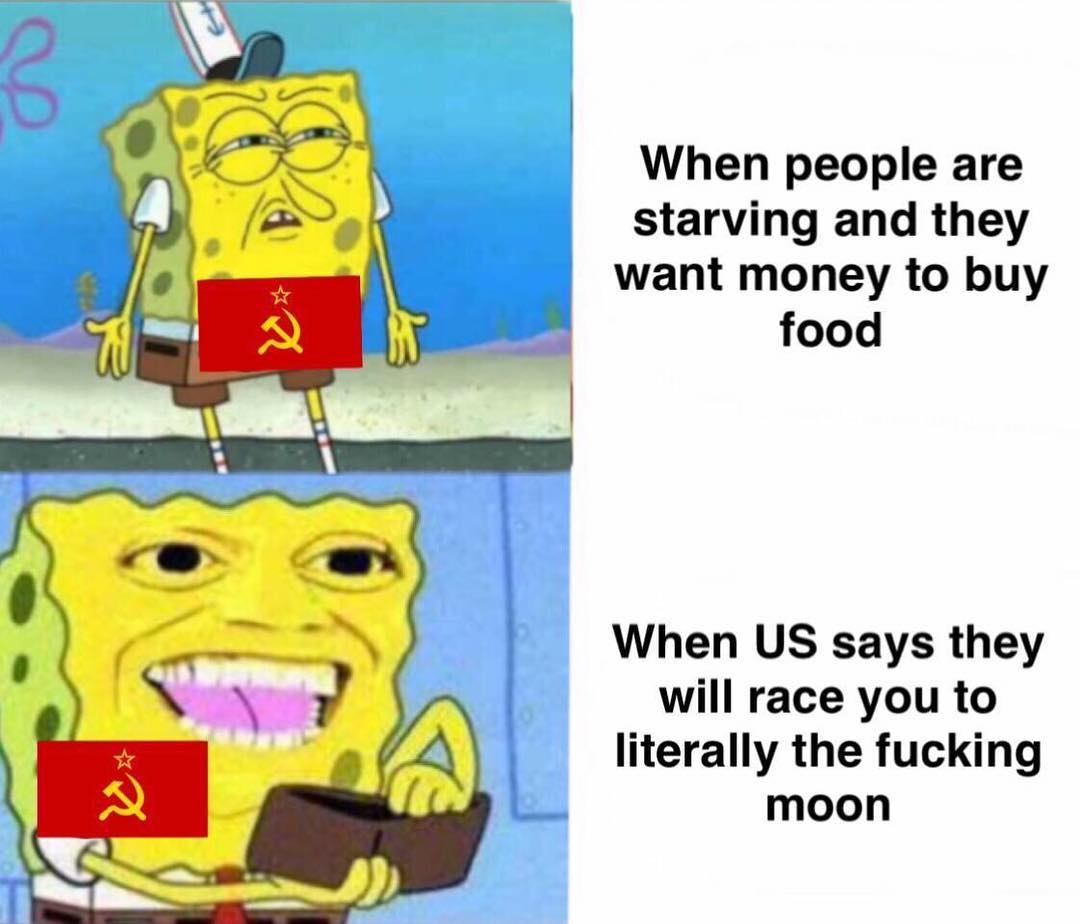 When people are
starving and they
want money to buy
food
When US says they
will race you to
literally the fucking
moon